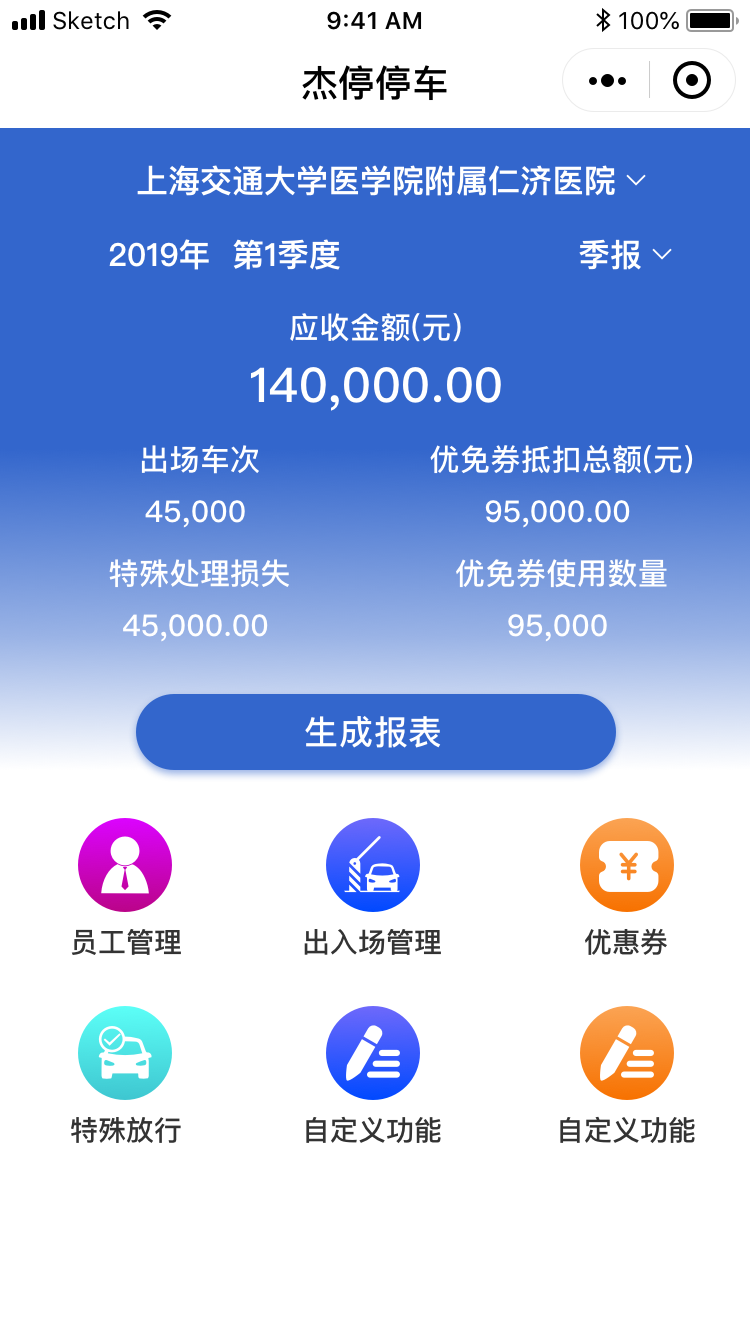 Sketch 9:41 AM 100%
杰停停车
上海交通大学医学院附属仁济医院
2019年 第1季度 季报
应收金额(元)
140,000.00
出场车次 优免券抵扣总额(元)
45,000 95,000.00
特殊处理损失 优免券使用数量
45,000.00 95,000
生成报表
¥
员工管理 出入场管理 优惠券
特殊放行 自定义功能 自定义功能